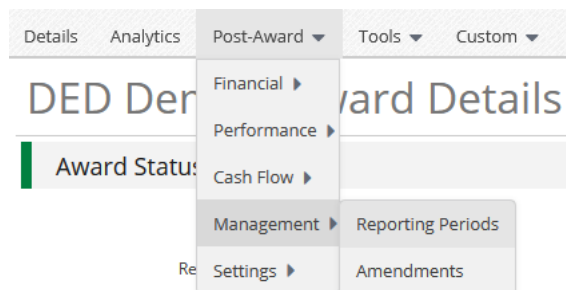 Details Analytics Post-Award Tools Custom
Financial
DED Der ard Details
Performance
Award Status
Cash Flow
Management Reporting Periods
Re Settings Amendments